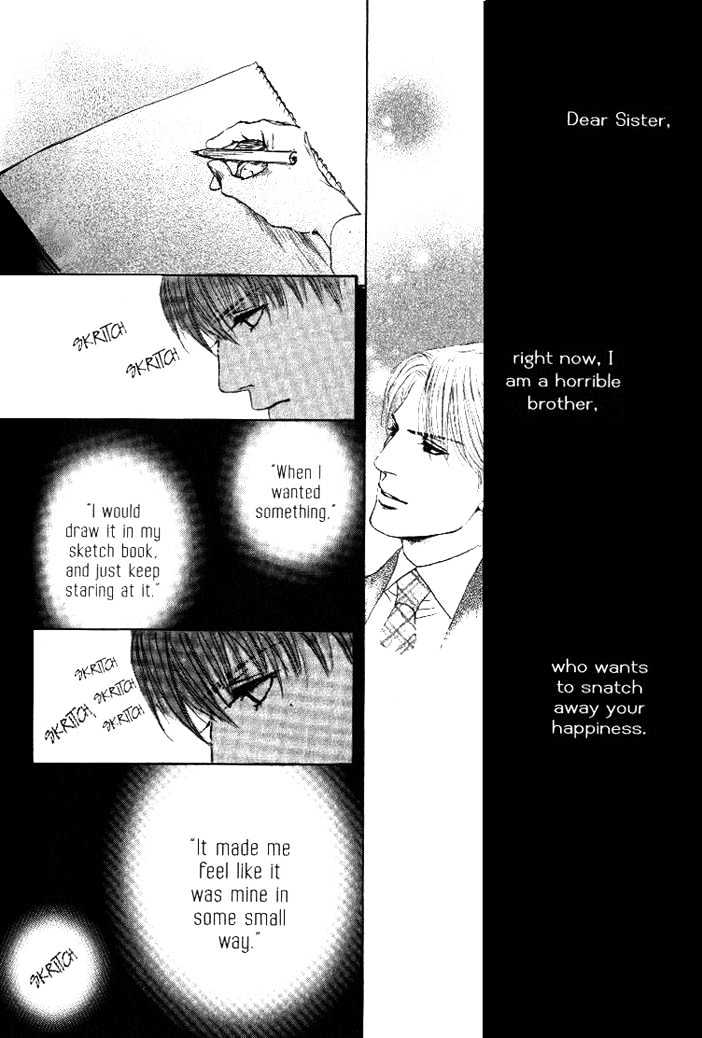 Dear Sister,
right now, I
am a horrible
brother,
who wants
to snatch
away your
happiness.
SKRITCH
SKRITCH
"When I
wanted
something."
"I would
draw it in my
sketch book,
and just keep
staring at it."
SKRITCH
SKRITCH
SKRITCH,
SKRITCH
"It made me
feel like it
was mine in
some small
way."
SKRITCH